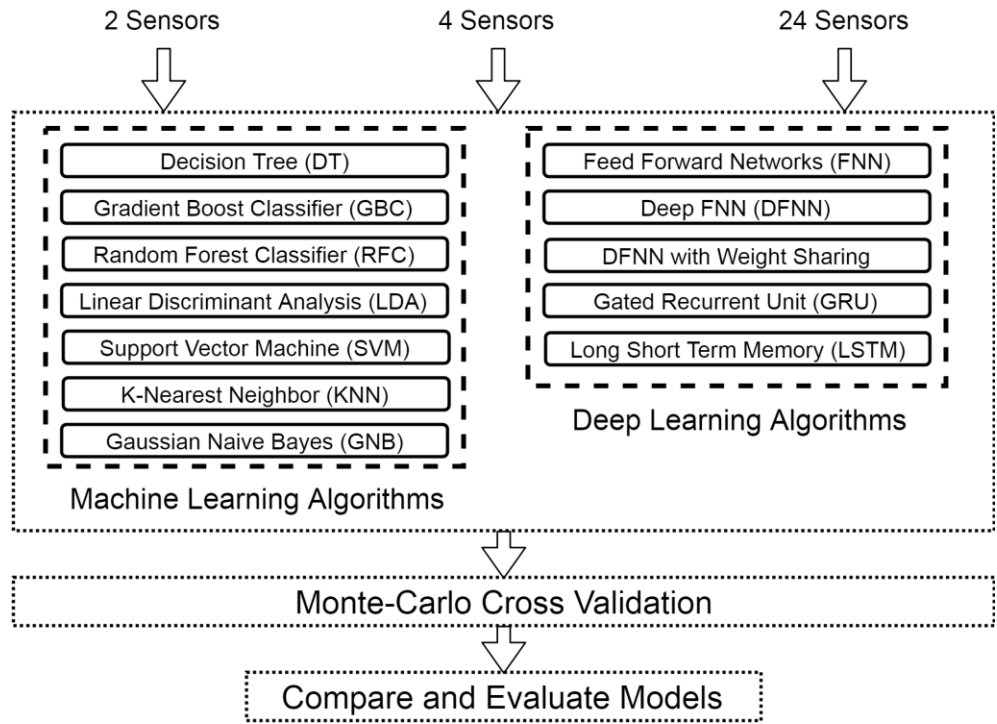 2 Sensors
4 Sensors
24 Sensors
Decision Tree (DT)
Gradient Boost Classifier (GBC)
Random Forest Classifier (RFC)
Linear Discriminant Analysis (LDA)
Support Vector Machine (SVM)
K-Nearest Neighbor (KNN)
Gaussian Naive Bayes (GNB)
Machine Learning Algorithms
Feed Forward Networks (FNN)
Deep FNN (DFNN)
DFNN with Weight Sharing
Gated Recurrent Unit (GRU)
Long Short Term Memory (LSTM)
Deep Learning Algorithms
Monte-Carlo Cross Validation
Compare and Evaluate Models